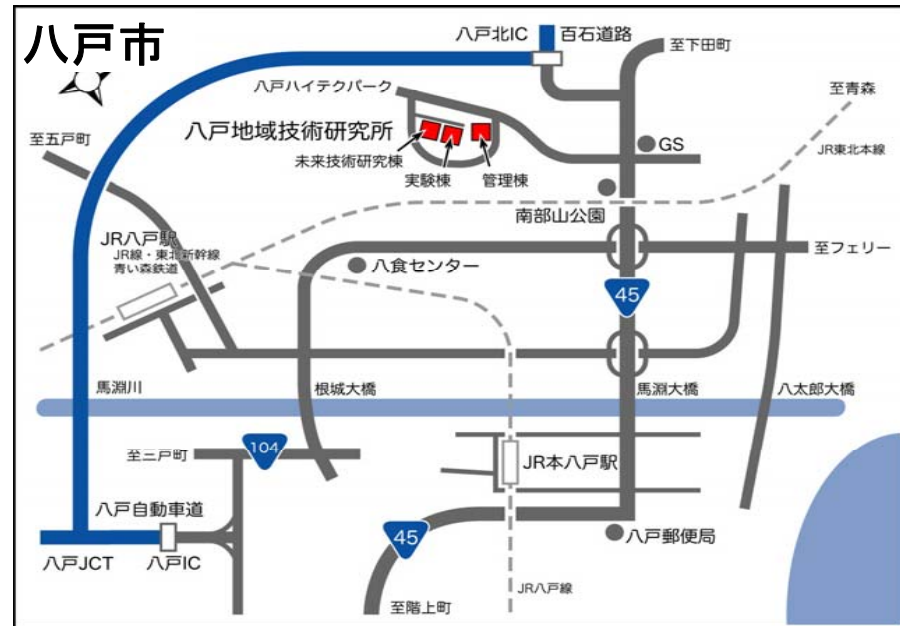 八戸市
八戸北IC
百石道路
至下田町
八戸ハイテクパーク
至青森
八戸地域技術研究所
至五戸町
GS
JR東北本線
未来技術研究棟
実験棟
管理棟
南部山公園
JR八戸駅
JR線・東北新幹線
青い森鉄道
八食センター
至フェリー
45
馬淵川
根城大橋
馬淵大橋
八太郎大橋
104
至三戸町
JR本八戸駅
八戸自動車道
45
八戸郵便局
八戸JCT
八戸IC
JR八戸線
至階上町